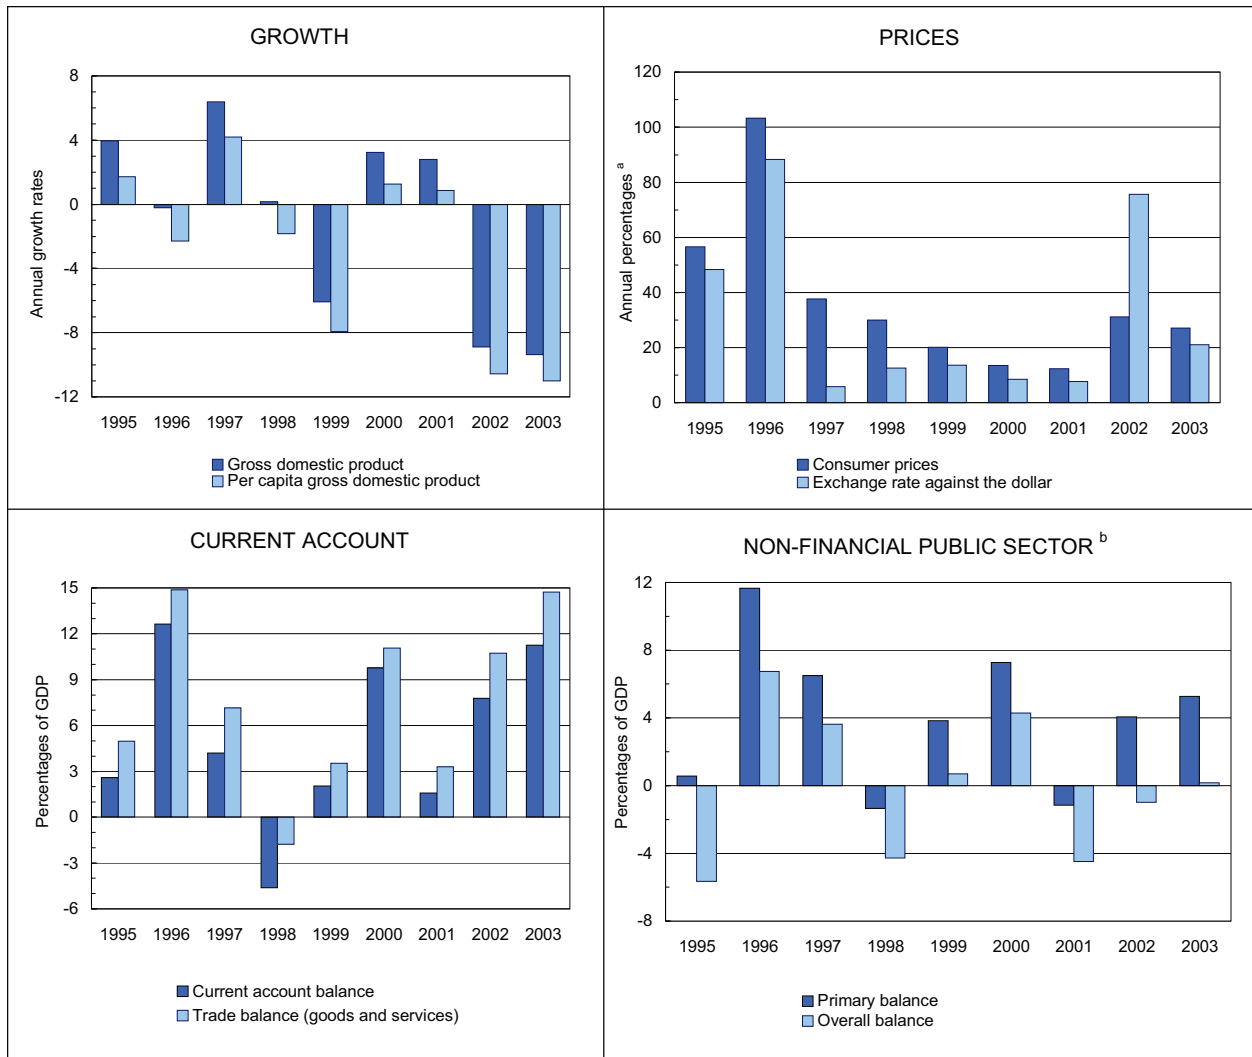 GROWTH
Annual growth rates
8
4
0
-4
-8
-12
1995 1996 1997 1998 1999 2000 2001 2002 2003
Gross domestic product
Per capita gross domestic product
PRICES
Annual percentages a
120
100
80
60
40
20
0
1995 1996 1997 1998 1999 2000 2001 2002 2003
Consumer prices
Exchange rate against the dollar
CURRENT ACCOUNT
Percentages of GDP
15
12
9
6
3
0
-3
-6
1995 1996 1997 1998 1999 2000 2001 2002 2003
Current account balance
Trade balance (goods and services)
NON-FINANCIAL PUBLIC SECTOR b
Percentages of GDP
12
8
4
0
-4
-8
1995 1996 1997 1998 1999 2000 2001 2002 2003
Primary balance
Overall balance